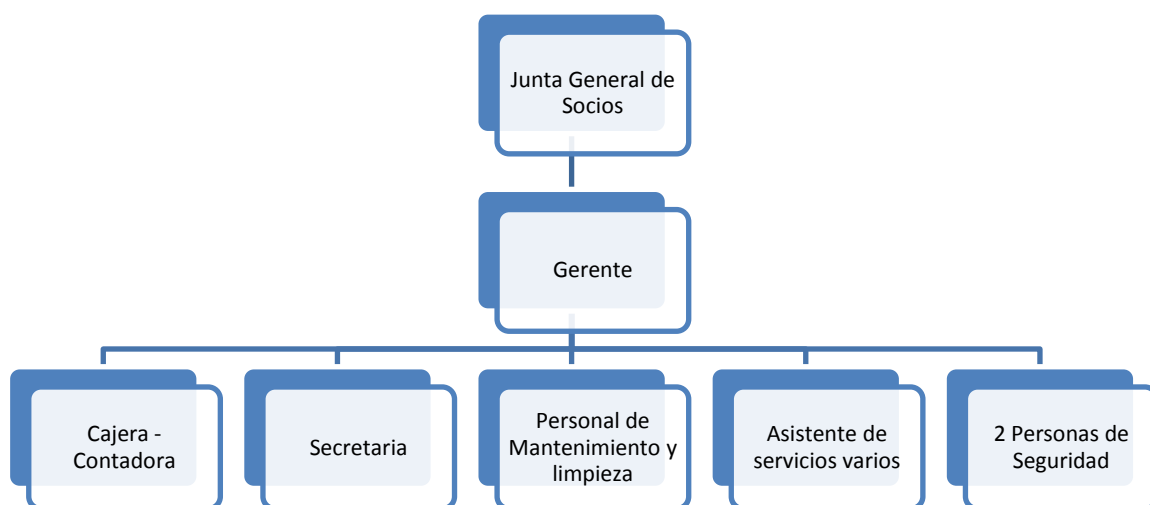 Junta General de
Socios
Gerente
Cajera -
Contadora
Secretaria
Personal de
Mantenimiento y
limpieza
Asistente de
servicios varios
2 Personas de
Seguridad